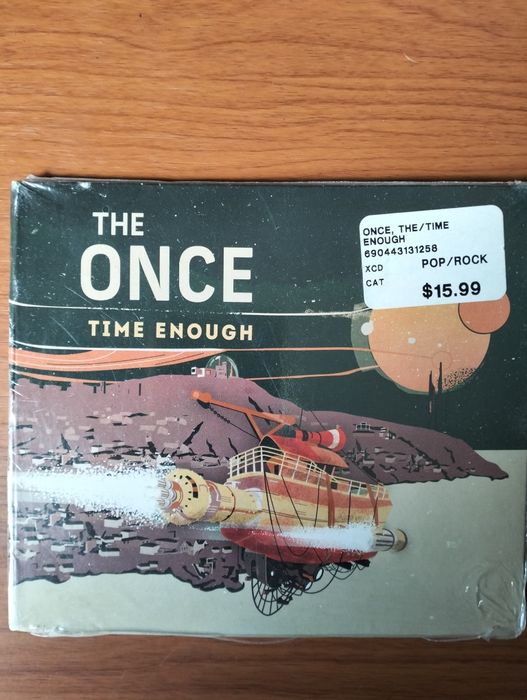 THE
ONCE
TIME ENOUGH
ONCE, THE/TIME
ENOUGH
690443131258
XCD POP/ROCK
CAT
$15.99